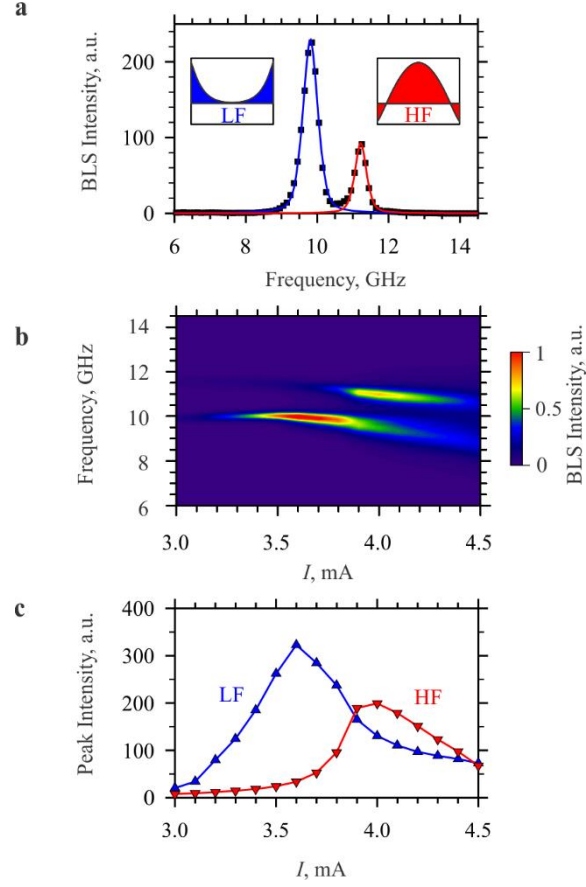 a
BLS Intensity, a.u.
200
100
0
LF
HF
6 8 10 12 14
Frequency, GHz
b
Frequency, GHz
14
12
10
8
6
3.0 3.5 4.0 4.5
I, mA
1
0.5
0
BLS Intensity, a.u.
c
Peak Intensity, a.u.
400
300
200
100
0
LF
HF
3.0 3.5 4.0 4.5
I, mA